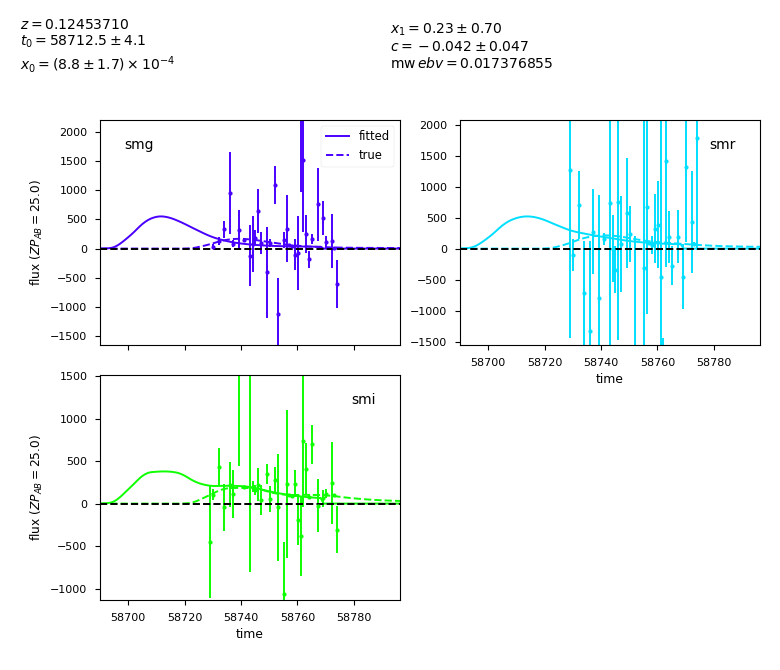 z = 0.12453710
t₀ = 58712.5 ± 4.1
x₀ = (8.8 ± 1.7) × 10⁻⁴
x₁ = 0.23 ± 0.70
c = −0.042 ± 0.047
mw ebv = 0.017376855
smg
fitted
true
flux (ZP_AB = 25.0)
2000
1500
1000
500
0
−500
−1000
−1500
smr
2000
1500
1000
500
0
−500
−1000
−1500
58700 58720 58740 58760 58780
time
smi
flux (ZP_AB = 25.0)
1500
1000
500
0
−500
−1000
58700 58720 58740 58760 58780
time